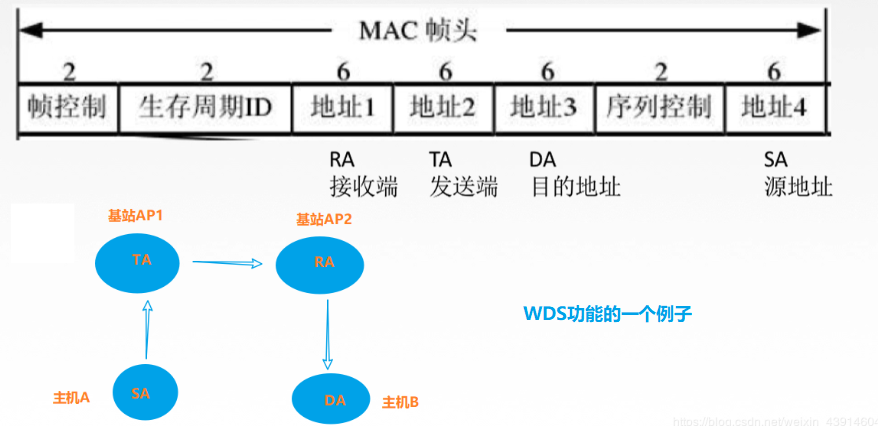 MAC 帧头
2 2 6 6 6 2 6
帧控制 生存周期ID 地址1 地址2 地址3 序列控制 地址4
RA TA DA SA
接收端 发送端 目的地址 源地址
基站AP1 基站AP2
TA RA
WDS功能的一个例子
主机A SA DA 主机B
https://blog.csdn.net/weixin_43914604